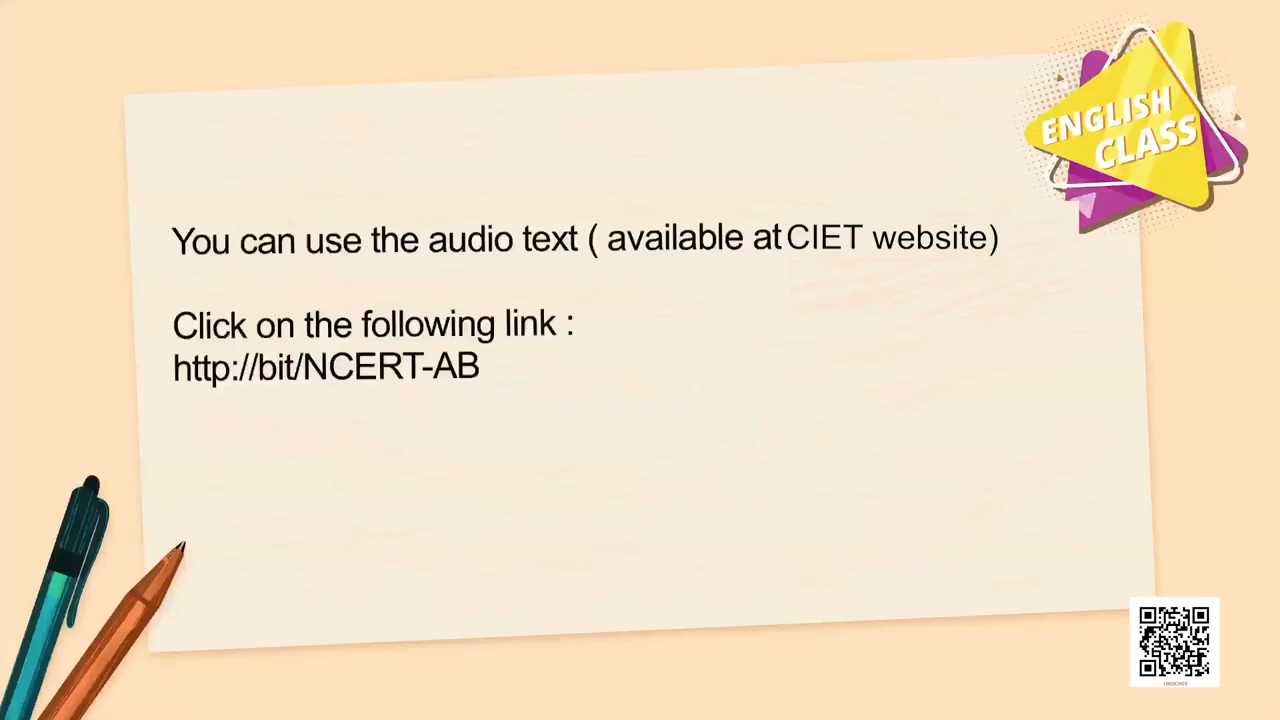 ENGLISH
CLASS
You can use the audio text ( available at CIET website)
Click on the following link :
http://bit/NCERT-AB